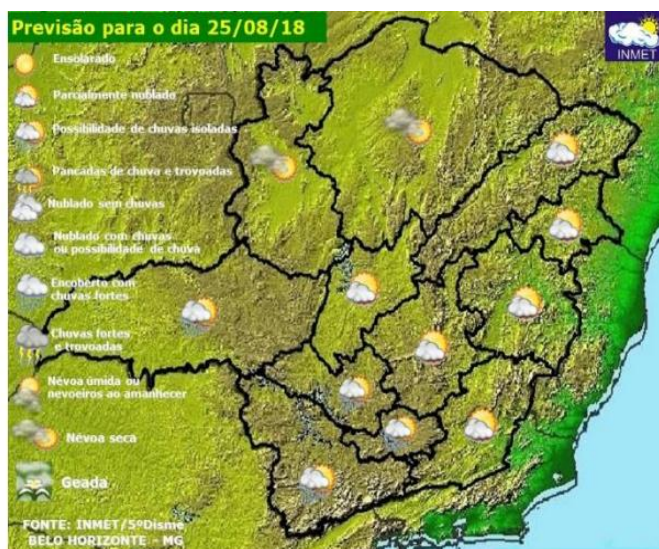 Previsão para o dia 25/08/18
INMET
Ensolarado
Parcialmente nublado
Possibilidade de chuvas isoladas
Pancadas de chuva e trovoadas
Nublado sem chuvas
Nublado com chuvas
ou possibilidade de chuva
Encoberto com
chuvas fortes
Chuvas fortes
e trovoadas
Névoa úmida ou
nevoeiros ao amanhecer
Névoa seca
Geada
FONTE: INMET/5ºDisme
BELO HORIZONTE - MG